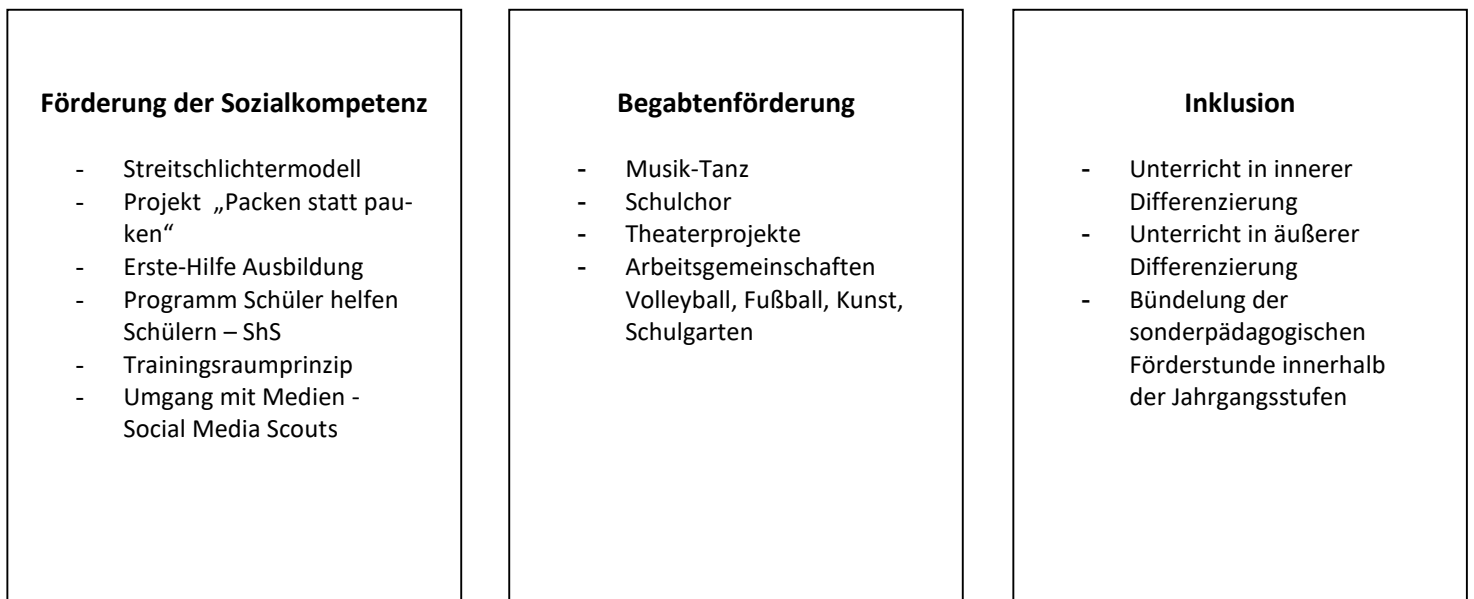 Förderung der Sozialkompetenz
- Streitschlichtermodell
- Projekt „Packen statt pau-
ken“
- Erste-Hilfe Ausbildung
- Programm Schüler helfen
Schülern – ShS
- Trainingsraumprinzip
- Umgang mit Medien -
Social Media Scouts
Begabtenförderung
- Musik-Tanz
- Schulchor
- Theaterprojekte
- Arbeitsgemeinschaften
Volleyball, Fußball, Kunst,
Schulgarten
Inklusion
- Unterricht in innerer
Differenzierung
- Unterricht in äußerer
Differenzierung
- Bündelung der
sonderpädagogischen
Förderstunde innerhalb
der Jahrgangsstufen